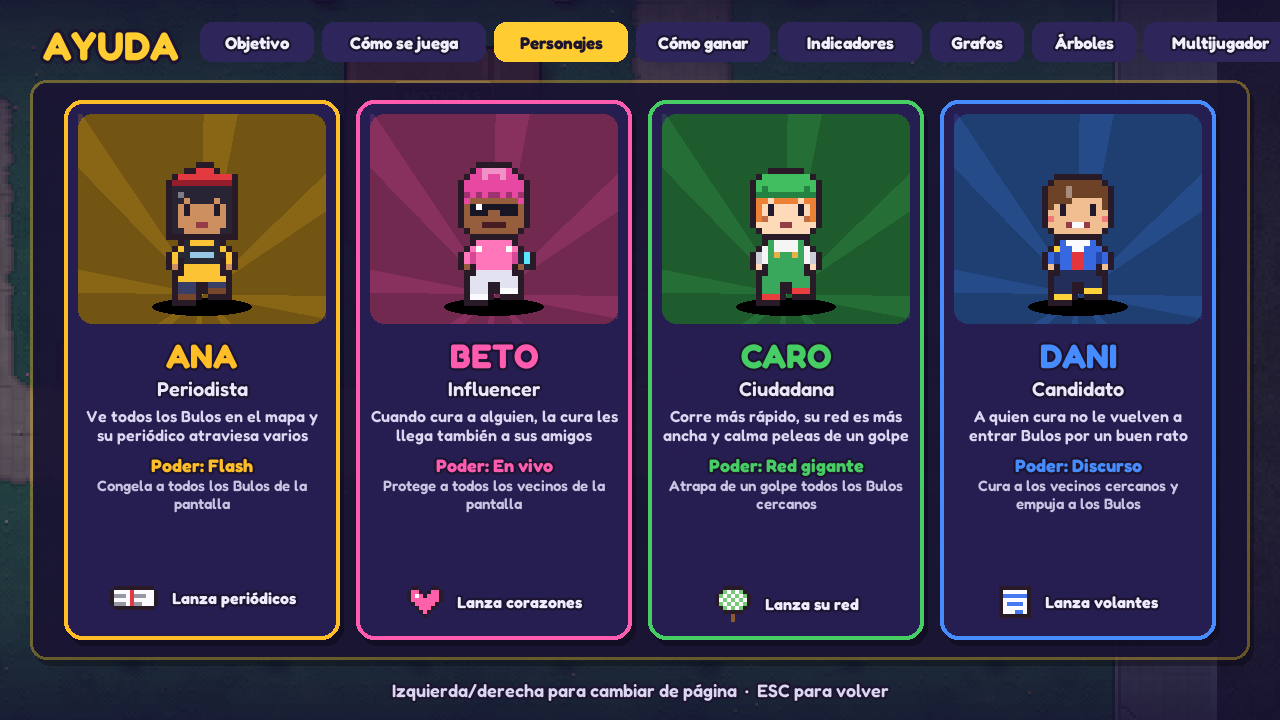 AYUDA
Objetivo
Cómo se juega
Personajes
Cómo ganar
Indicadores
Grafos
Árboles
Multijugador
ANA
Periodista
Ve todos los Bulos en el mapa y
su periódico atraviesa varios
Poder: Flash
Congela a todos los Bulos de la
pantalla
Lanza periódicos
BETO
Influencer
Cuando cura a alguien, la cura les
llega también a sus amigos
Poder: En vivo
Protege a todos los vecinos de la
pantalla
Lanza corazones
CARO
Ciudadana
Corre más rápido, su red es más
ancha y calma peleas de un golpe
Poder: Red gigante
Atrapa de un golpe todos los Bulos
cercanos
Lanza su red
DANI
Candidato
A quien cura no le vuelven a
entrar Bulos por un buen rato
Poder: Discurso
Cura a los vecinos cercanos y
empuja a los Bulos
Lanza volantes
Izquierda/derecha para cambiar de página · ESC para volver